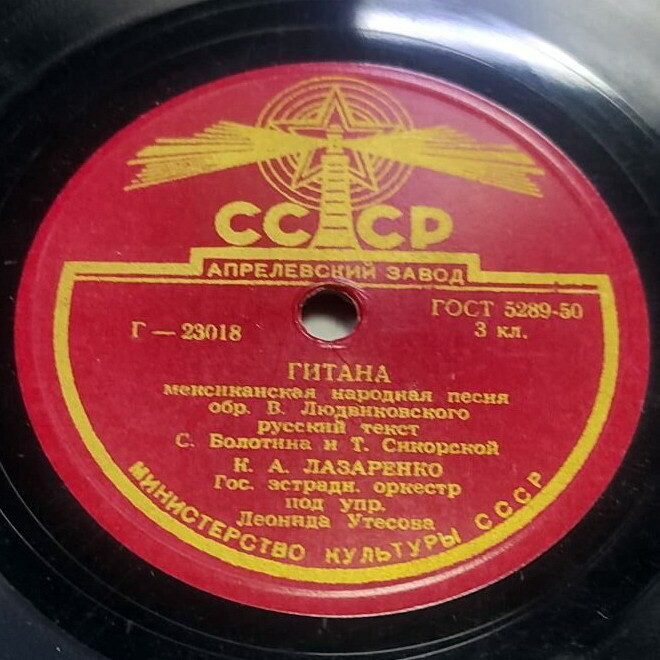 СССР
АПРЕЛЕВСКИЙ ЗАВОД
Г — 23018
ГОСТ 5289-50
3 кл.
ГИТАНА
мексиканская народная песня
обр. В. Людвиковского
русский текст
С. Болотина и Т. Сикорской
К. А. ЛАЗАРЕНКО
Гос. эстрадн. оркестр
под упр.
Леонида Утесова
МИНИСТЕРСТВО КУЛЬТУРЫ СССР